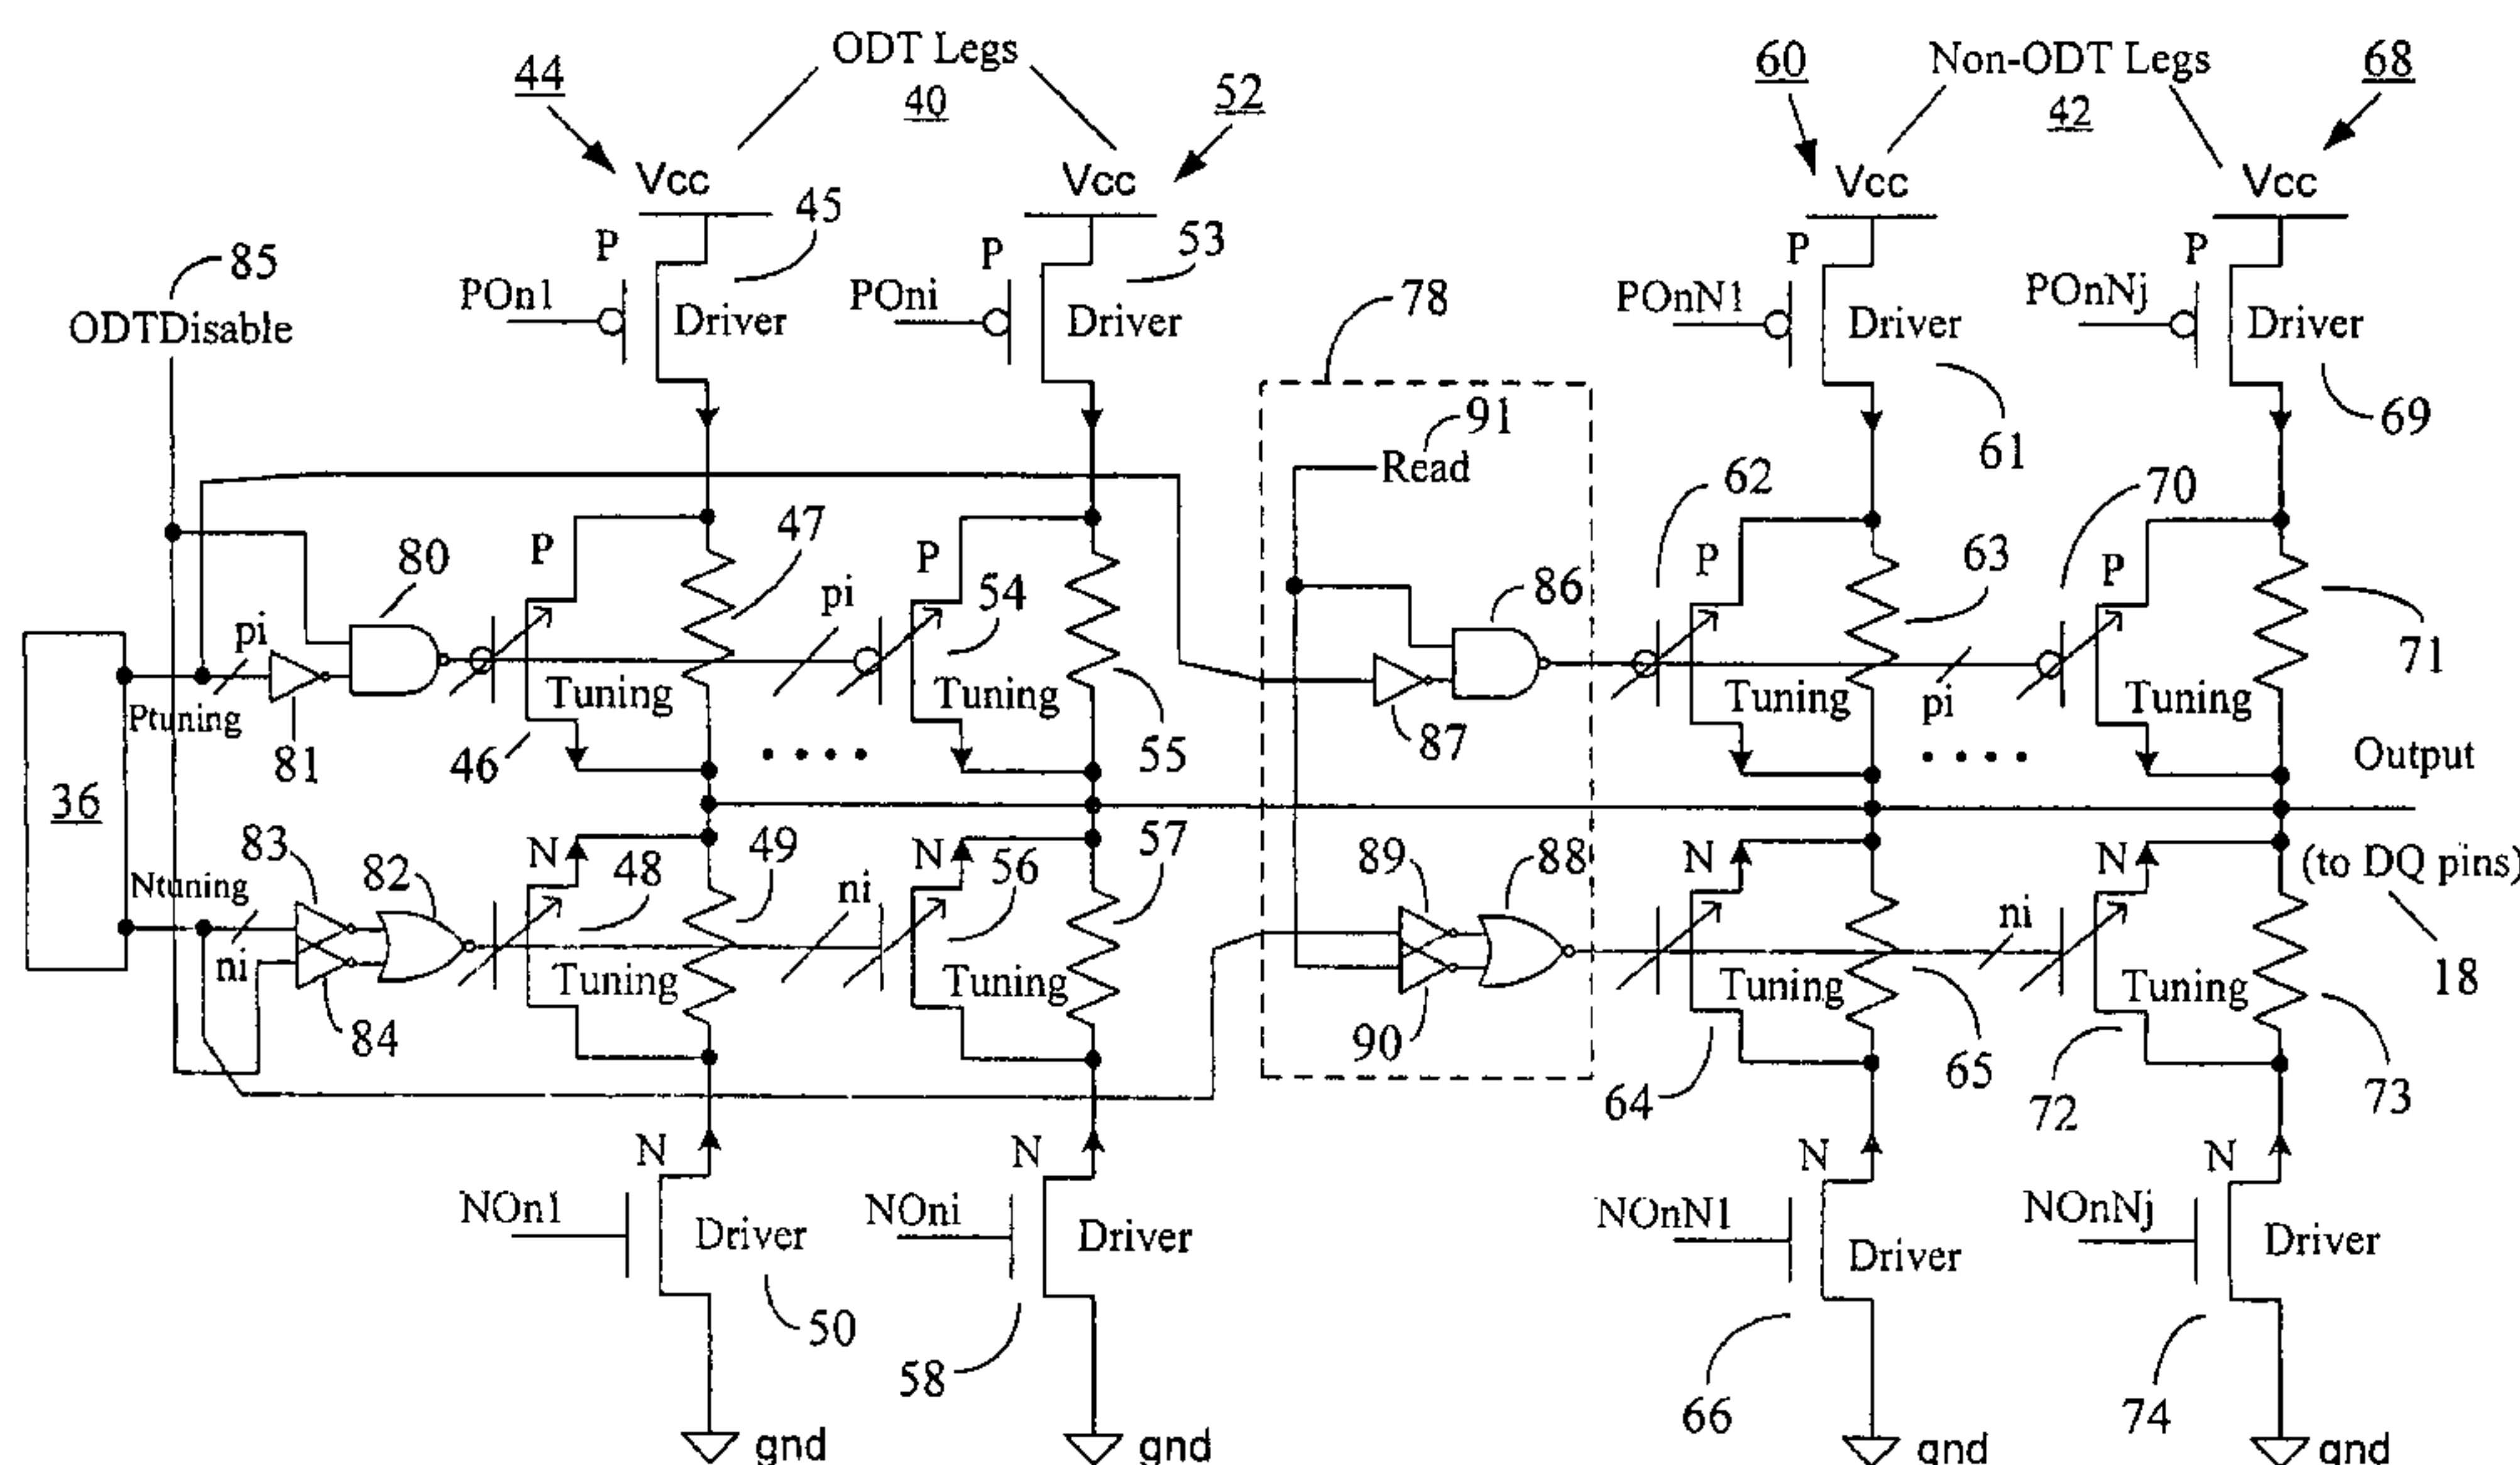 ODT Legs
40
44
52
60
Non-ODT Legs
42
68
Vcc
Vcc
Vcc
Vcc
85
ODTDisable
P
45
POn1
Driver
P
53
POni
Driver
78
P
POnN1
Driver
61
P
POnNj
Driver
69
91
Read
62
70
47
80
P
P
54
pi
86
P
63
P
71
pi
Ptuning
81
Tuning
46
Tuning
55
87
Tuning
pi
Tuning
Output
36
83
82
N
48
49
ni
N
56
57
89
88
N
ni
N
(to DQ pins)
18
Ntuning
ni
84
Tuning
Tuning
90
Tuning
64
65
Tuning
72
73
N
NOn1
Driver
50
N
NOni
Driver
58
N
NOnN1
Driver
66
N
NOnNj
Driver
74
gnd
gnd
gnd
gnd